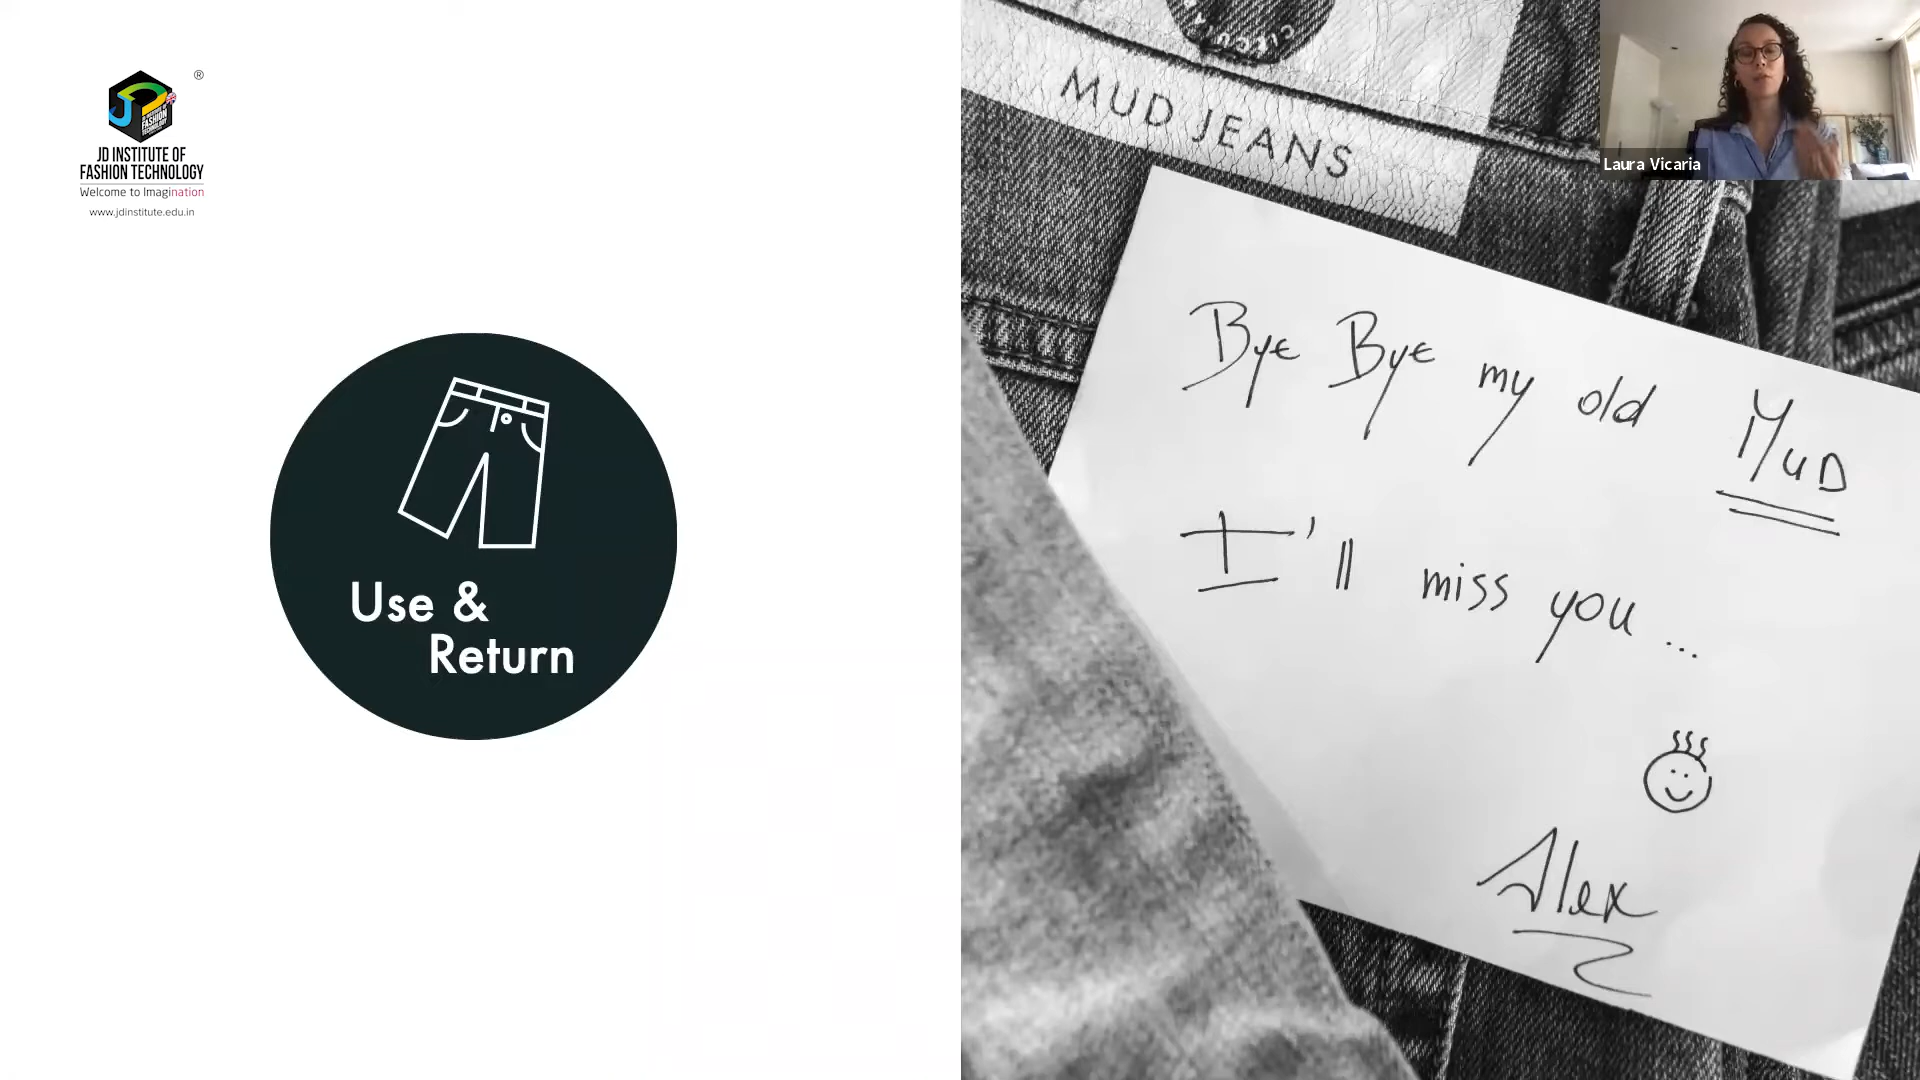 ®
JD INSTITUTE OF
FASHION TECHNOLOGY
Welcome to Imagination
www.jdinstitute.edu.in
Use &
Return
MUD JEANS
Bye Bye my old MUD
I'll miss you...
Alex
Laura Vicaria